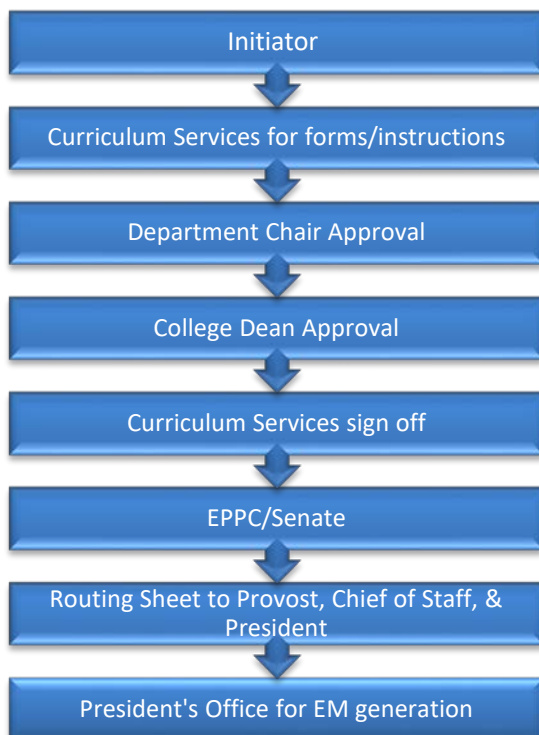 Initiator
Curriculum Services for forms/instructions
Department Chair Approval
College Dean Approval
Curriculum Services sign off
EPPC/Senate
Routing Sheet to Provost, Chief of Staff, &
President
President's Office for EM generation